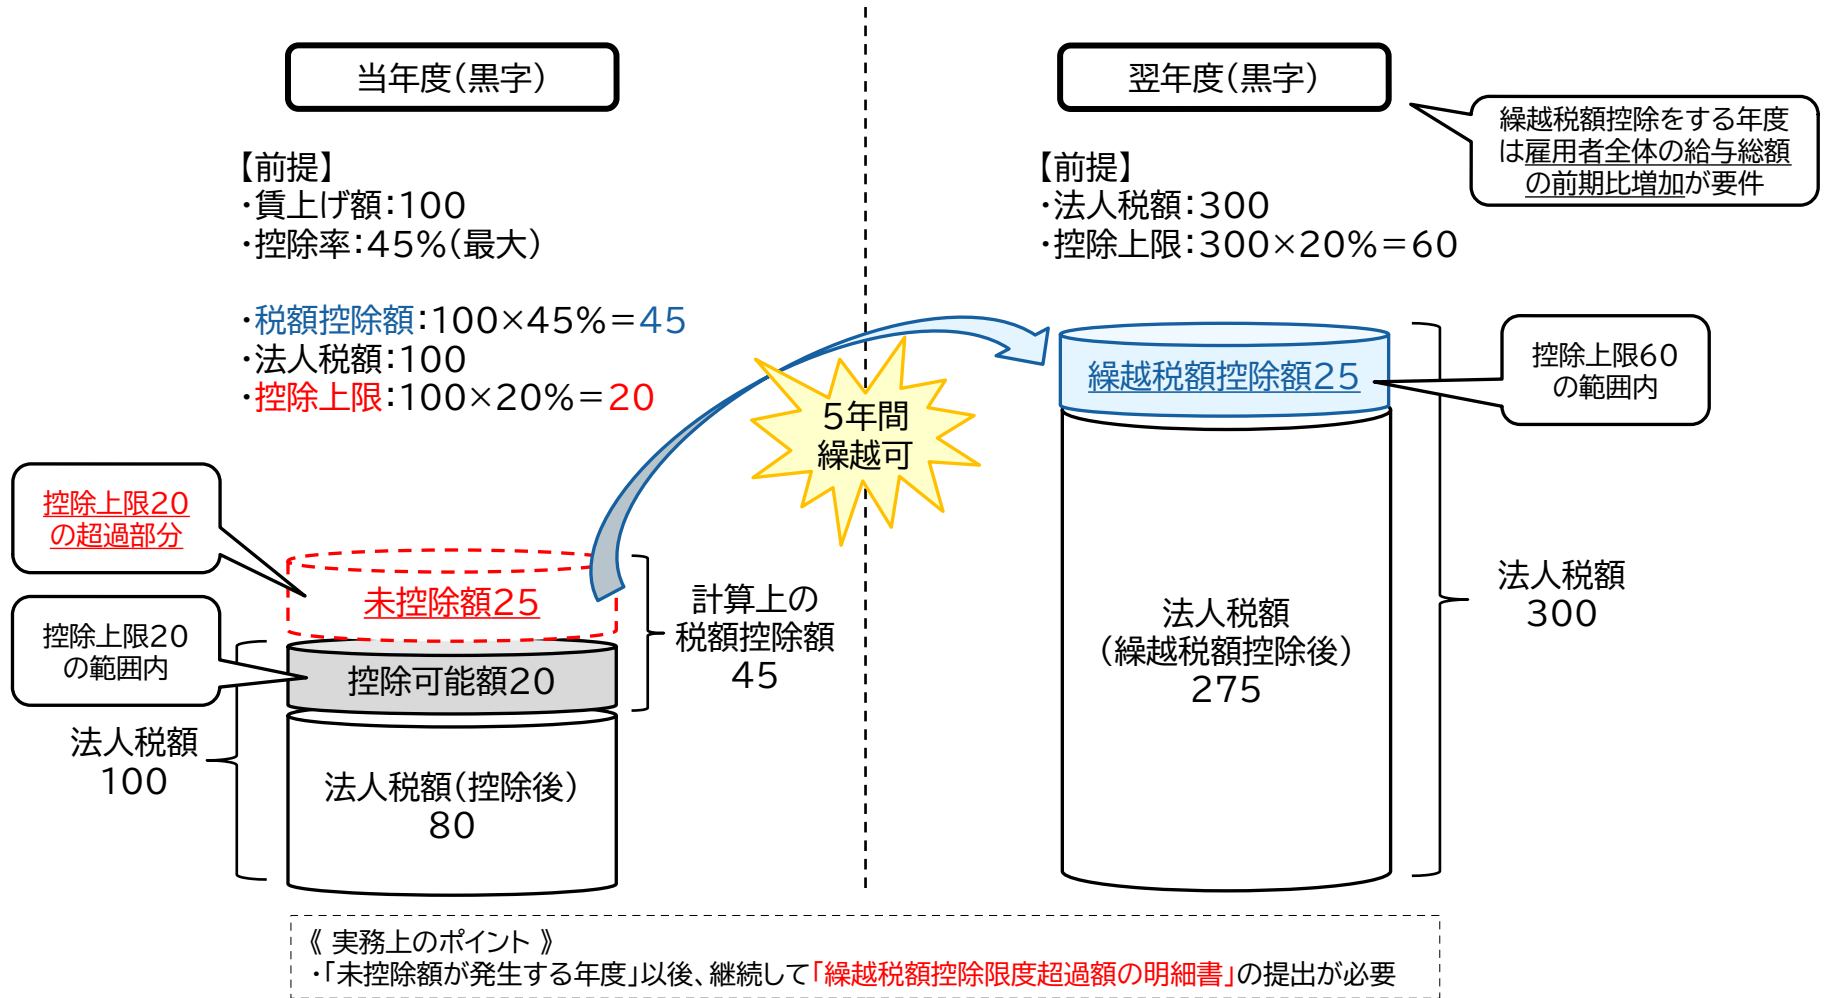 当年度(黒字)
【前提】
・賃上げ額：100
・控除率：45%(最大)
・税額控除額：100×45%＝45
・法人税額：100
・控除上限：100×20%＝20
控除上限20
の超過部分
控除上限20
の範囲内
未控除額25
控除可能額20
法人税額(控除後)
80
法人税額
100
計算上の
税額控除額
45
5年間
繰越可
翌年度(黒字)
繰越税額控除をする年度
は雇用者全体の給与総額
の前期比増加が要件
【前提】
・法人税額：300
・控除上限：300×20%＝60
繰越税額控除額25
控除上限60
の範囲内
法人税額
(繰越税額控除後)
275
法人税額
300
《 実務上のポイント 》
・「未控除額が発生する年度」以後、継続して「繰越税額控除限度超過額の明細書」の提出が必要